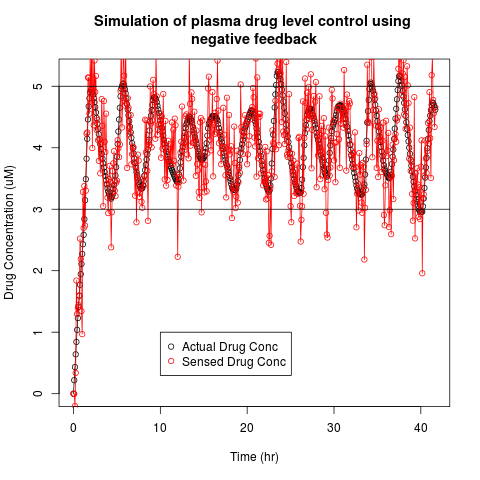 Simulation of plasma drug level control using
negative feedback
Drug Concentration (uM)
5
4
3
2
1
0
Actual Drug Conc
Sensed Drug Conc
0 10 20 30 40
Time (hr)